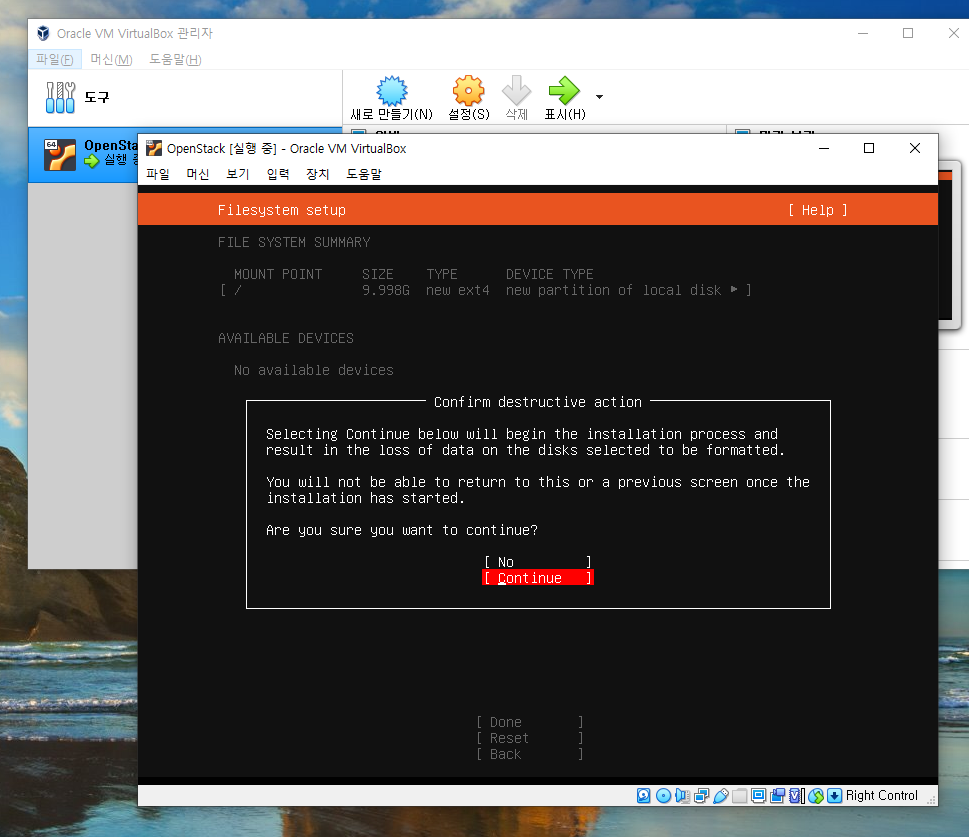 Oracle VM VirtualBox 관리자
파일(F) 머신(M) 도움말(H)
도구
새로 만들기(N) 설정(S) 삭제 표시(H)
64
OpenSta
실행
64
OpenStack [실행 중] - Oracle VM VirtualBox
파일 머신 보기 입력 장치 도움말
Filesystem setup [ Help ]
FILE SYSTEM SUMMARY
MOUNT POINT SIZE TYPE DEVICE TYPE
[ / 9.998G new ext4 new partition of local disk ▸ ]
AVAILABLE DEVICES
No available devices
Confirm destructive action
Selecting Continue below will begin the installation process and
result in the loss of data on the disks selected to be formatted.
You will not be able to return to this or a previous screen once the
installation has started.
Are you sure you want to continue?
[ No ]
[ Continue ]
[ Done ]
[ Reset ]
[ Back ]
Right Control